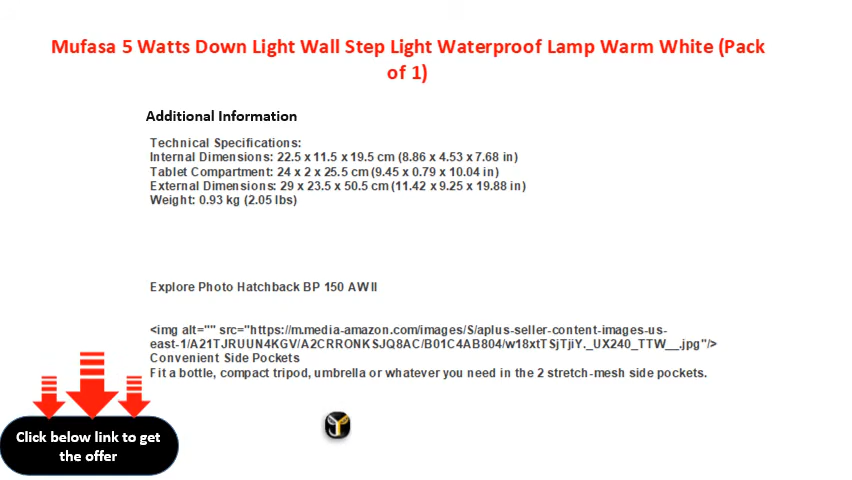 Mufasa 5 Watts Down Light Wall Step Light Waterproof Lamp Warm White (Pack
of 1)
Additional Information
Technical Specifications:
Internal Dimensions: 22.5 x 11.5 x 19.5 cm (8.86 x 4.53 x 7.68 in)
Tablet Compartment: 24 x 2 x 25.5 cm (9.45 x 0.79 x 10.04 in)
External Dimensions: 29 x 23.5 x 50.5 cm (11.42 x 9.25 x 19.88 in)
Weight: 0.93 kg (2.05 lbs)
Explore Photo Hatchback BP 150 AW II
<img alt="" src="https://m.media-amazon.com/images/S/aplus-seller-content-images-us-
east-1/A21TJRUUN4KGV/A2CRRONKSJQ8AC/B01C4AB804/w18xtTSjTjiY._UX240_TTW__.jpg"/>
Convenient Side Pockets
Fit a bottle, compact tripod, umbrella or whatever you need in the 2 stretch-mesh side pockets.
Click below link to get
the offer